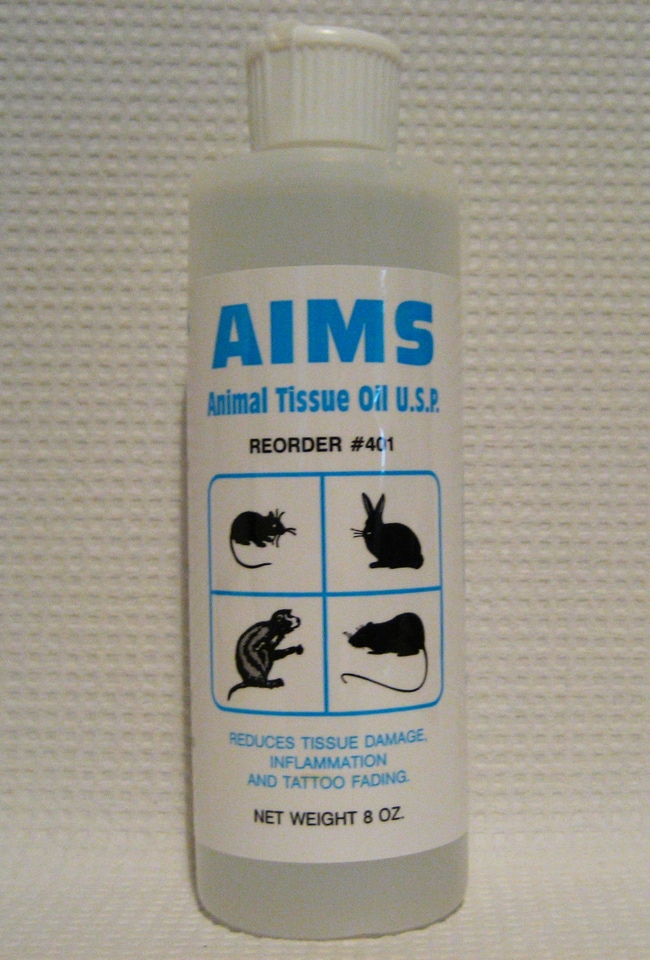 AIMS
Animal Tissue Oil U.S.P.
REORDER #401
REDUCES TISSUE DAMAGE,
INFLAMMATION
AND TATTOO FADING.
NET WEIGHT 8 OZ.